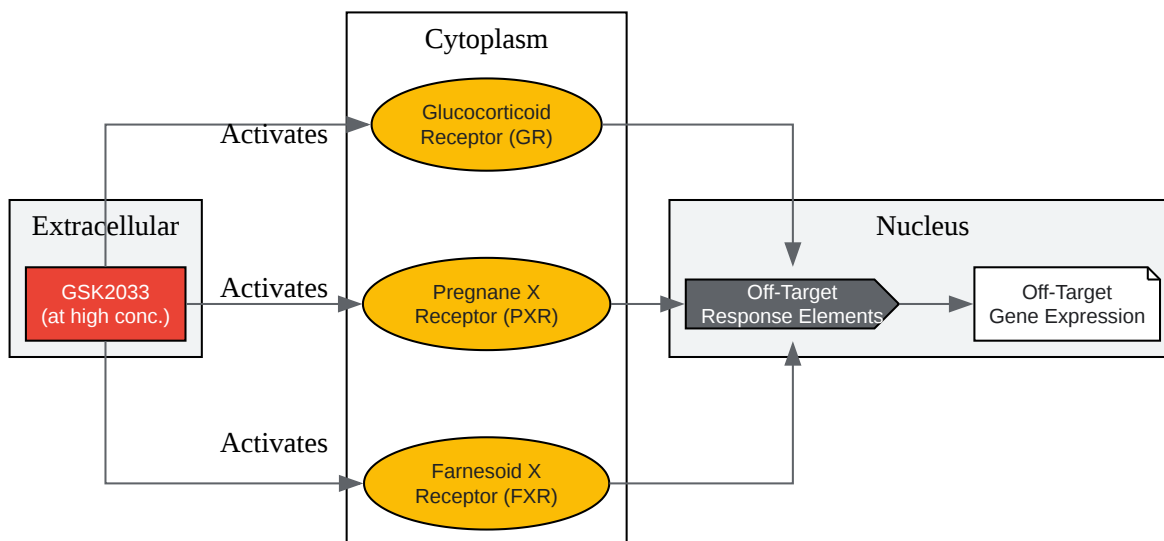 Cytoplasm
Glucocorticoid
Receptor (GR)
Activates
Extracellular
Nucleus
GSK2033
(at high conc.)
Activates
Pregnane X
Receptor (PXR)
Off-Target
Response Elements
Off-Target
Gene Expression
Activates
Farnesoid X
Receptor (FXR)